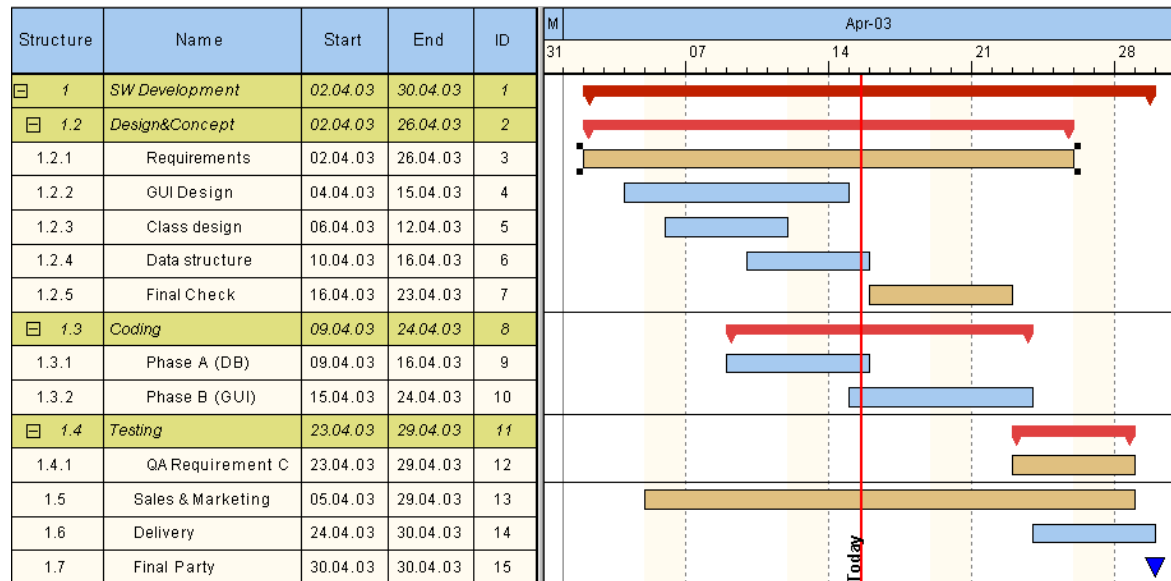 M Apr-03
Structure Name Start End ID
31 07 14 21 28
1 SW Development 02.04.03 30.04.03 1
1.2 Design&Concept 02.04.03 26.04.03 2
1.2.1 Requirements 02.04.03 26.04.03 3
1.2.2 GUI Design 04.04.03 15.04.03 4
1.2.3 Class design 06.04.03 12.04.03 5
1.2.4 Data structure 10.04.03 16.04.03 6
1.2.5 Final Check 16.04.03 23.04.03 7
1.3 Coding 09.04.03 24.04.03 8
1.3.1 Phase A (DB) 09.04.03 16.04.03 9
1.3.2 Phase B (GUI) 15.04.03 24.04.03 10
1.4 Testing 23.04.03 29.04.03 11
1.4.1 QA Requirement C 23.04.03 29.04.03 12
1.5 Sales & Marketing 05.04.03 29.04.03 13
1.6 Delivery 24.04.03 30.04.03 14
1.7 Final Party 30.04.03 30.04.03 15
Today